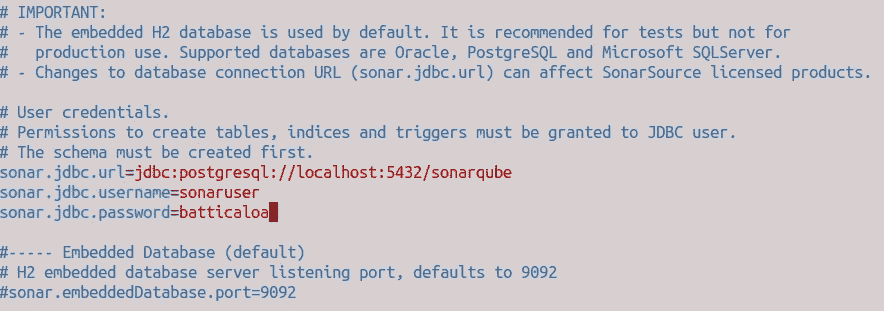 # IMPORTANT:
# - The embedded H2 database is used by default. It is recommended for tests but not for
#   production use. Supported databases are Oracle, PostgreSQL and Microsoft SQLServer.
# - Changes to database connection URL (sonar.jdbc.url) can affect SonarSource licensed products.
# User credentials.
# Permissions to create tables, indices and triggers must be granted to JDBC user.
# The schema must be created first.
sonar.jdbc.url=jdbc:postgresql://localhost:5432/sonarqube
sonar.jdbc.username=sonaruser
sonar.jdbc.password=batticaloa
#----- Embedded Database (default)
# H2 embedded database server listening port, defaults to 9092
#sonar.embeddedDatabase.port=9092